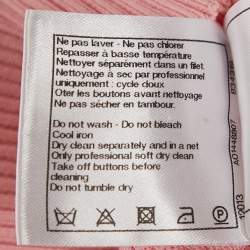 Ne pas laver - Ne pas chlorer
Repasser à basse température
Nettoyer séparément dans un filet
Nettoyage à sec par professionnel
uniquement : cycle doux
Oter les boutons avant nettoyage
Ne pas sécher en tambour.
Do not wash - Do not bleach
Cool iron
Dry clean separately and in a net
Only professional soft dry clean
Take off buttons before
cleaning
Do not tumble dry
P